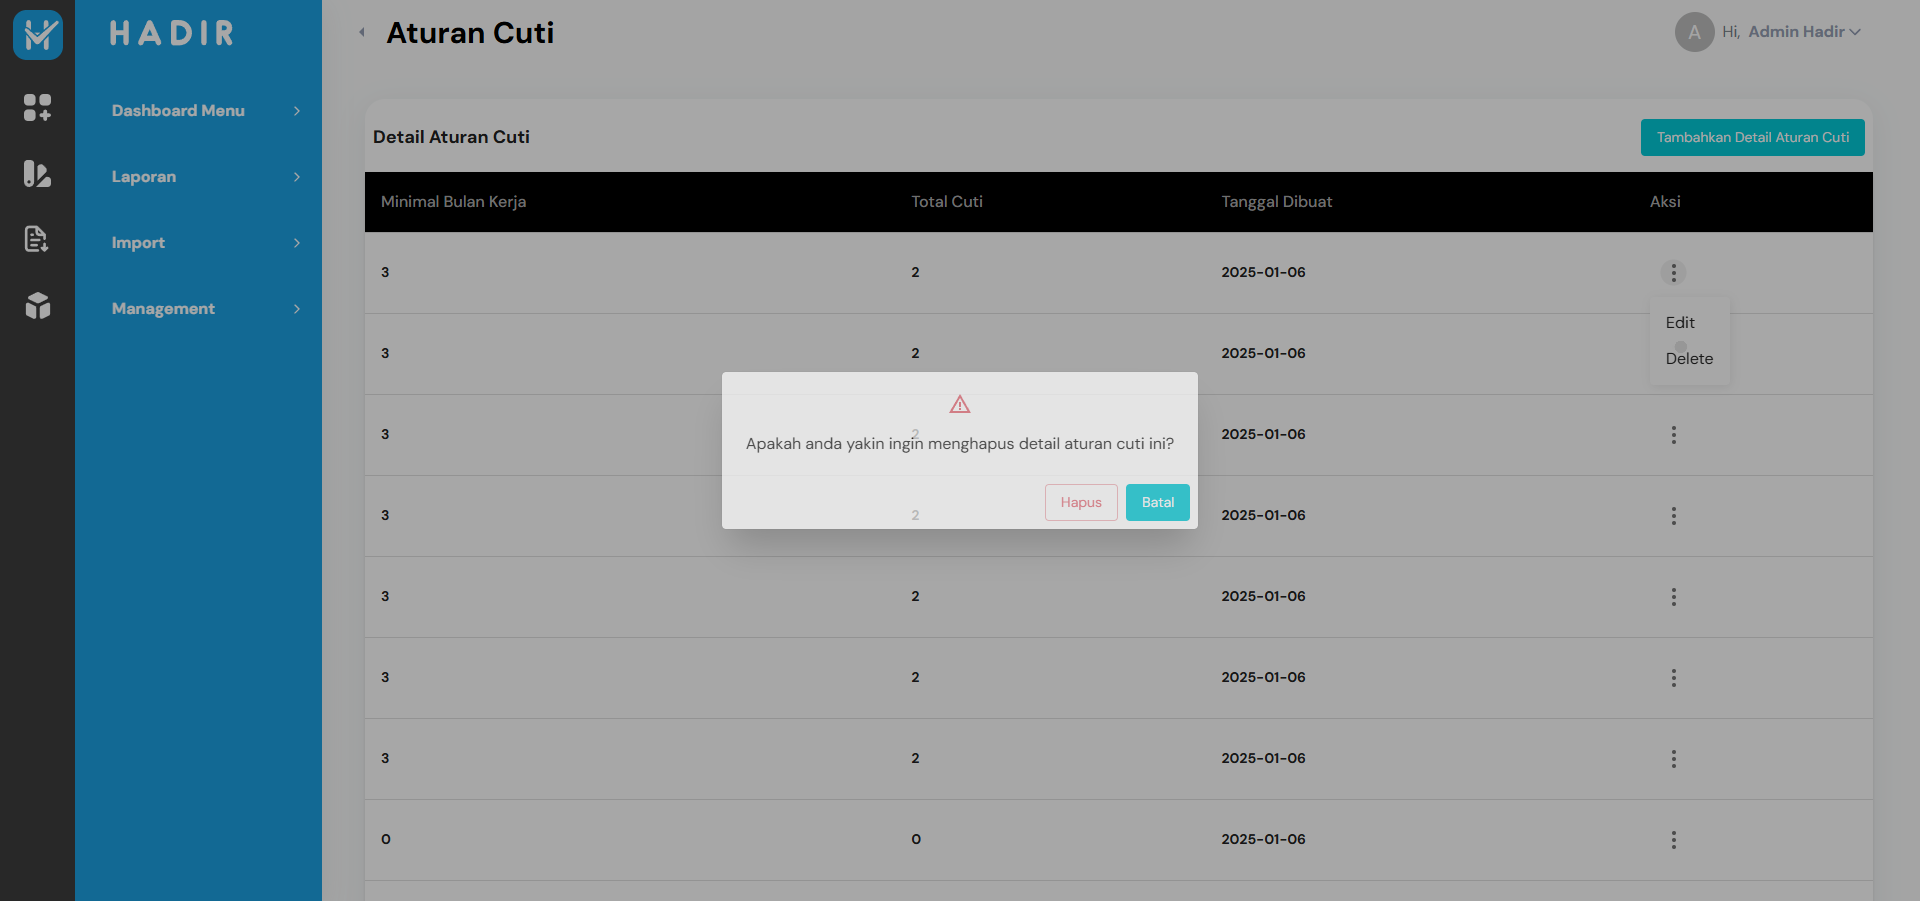 HADIR
Aturan Cuti
A
Hi, Admin Hadir
Dashboard Menu
Laporan
Import
Management
Detail Aturan Cuti
Tambahkan Detail Aturan Cuti
Minimal Bulan Kerja Total Cuti Tanggal Dibuat Aksi
3 2 2025-01-06
Edit
Delete
3 2 2025-01-06
3 2 2025-01-06
3 2 2025-01-06
3 2 2025-01-06
3 2 2025-01-06
3 2 2025-01-06
0 0 2025-01-06
Apakah anda yakin ingin menghapus detail aturan cuti ini?
Hapus
Batal